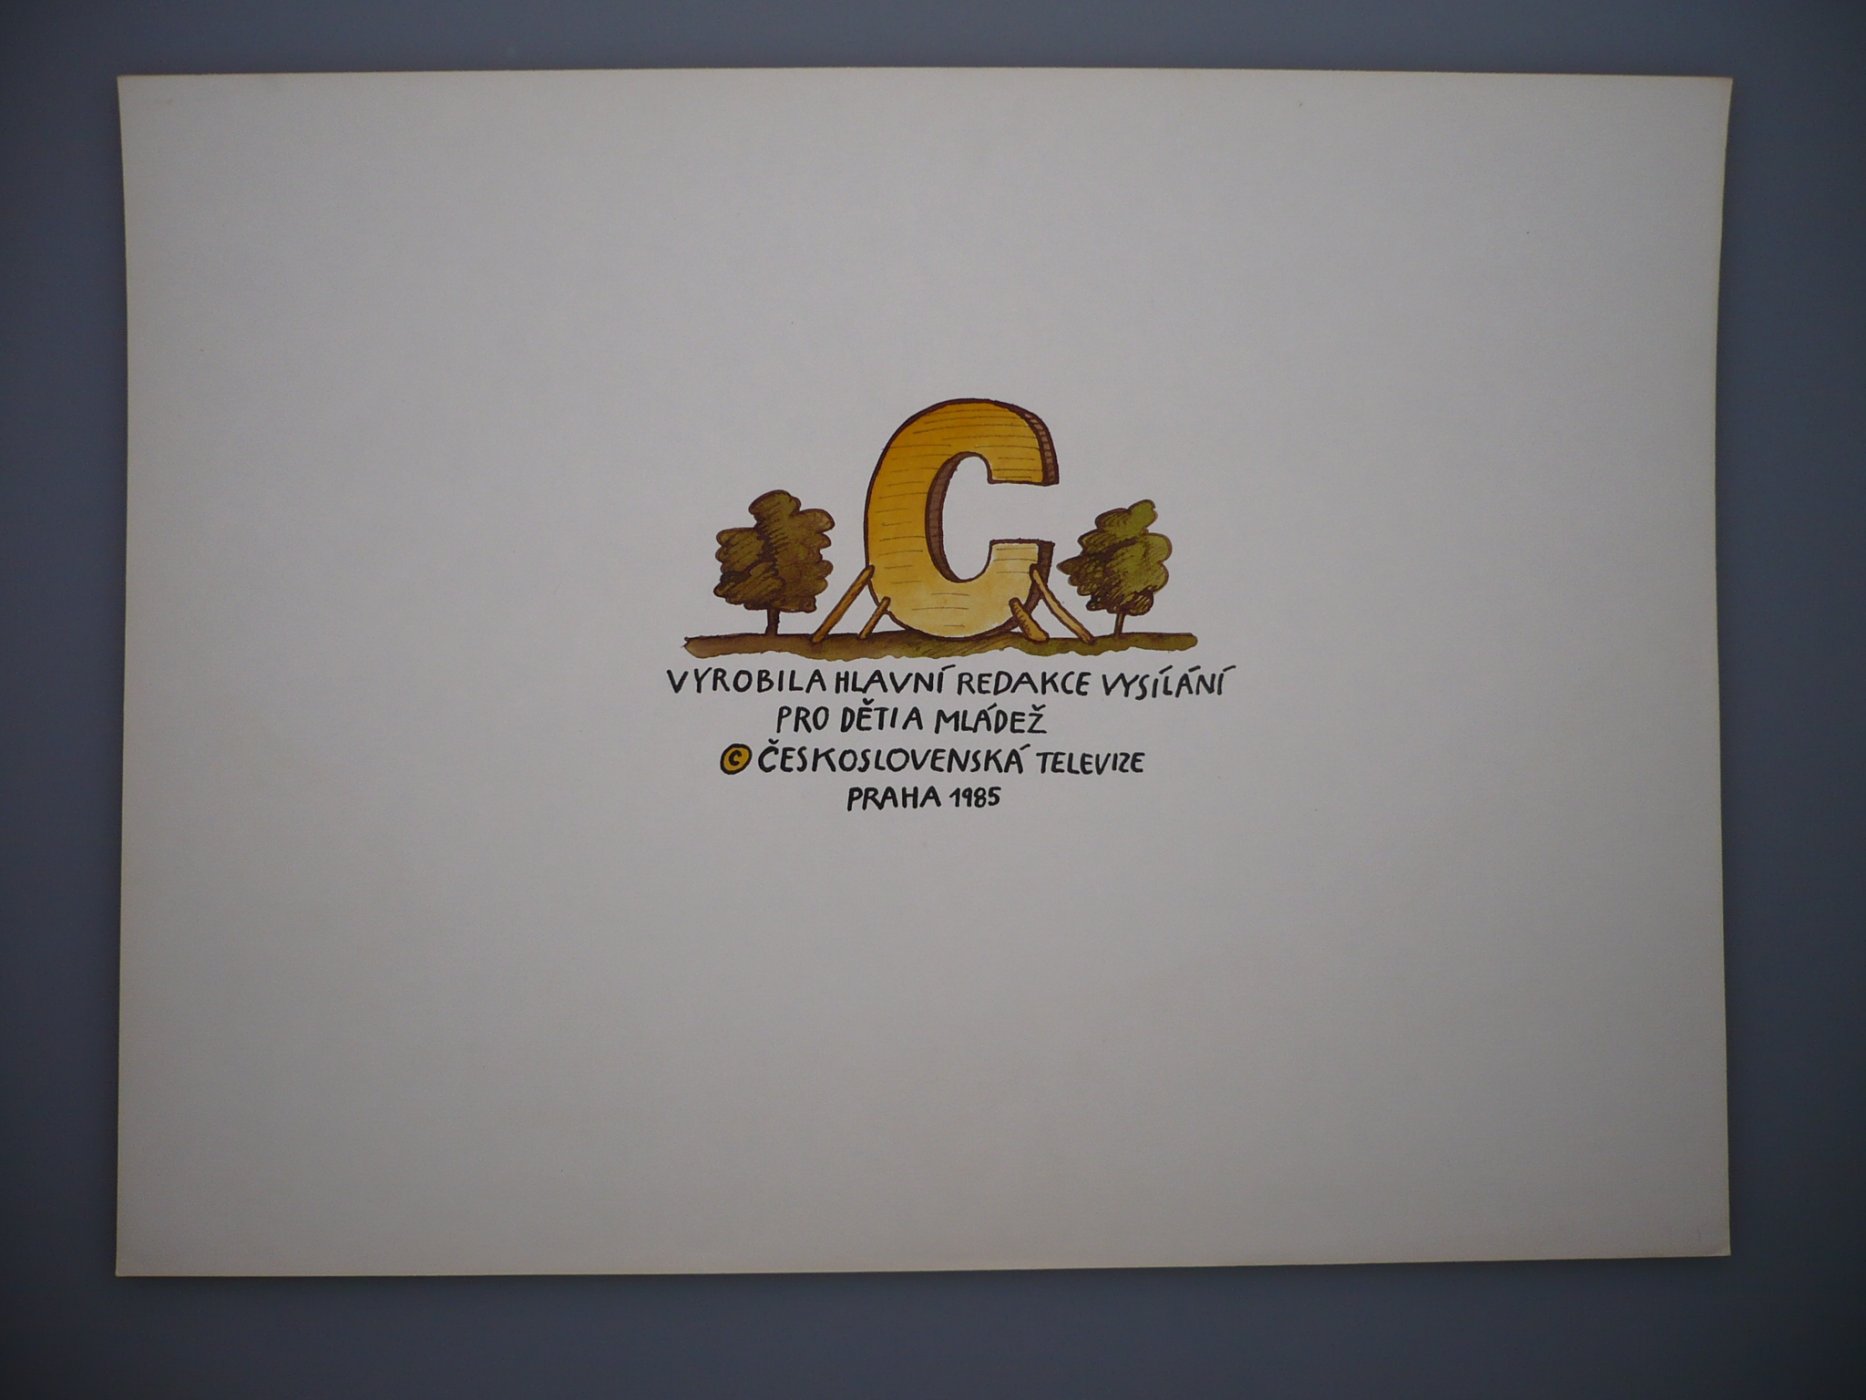 C
VYROBILA HLAVNÍ REDAKCE VYSÍLÁNÍ
PRO DĚTI A MLÁDEŽ
© ČESKOSLOVENSKÁ TELEVIZE
PRAHA 1985